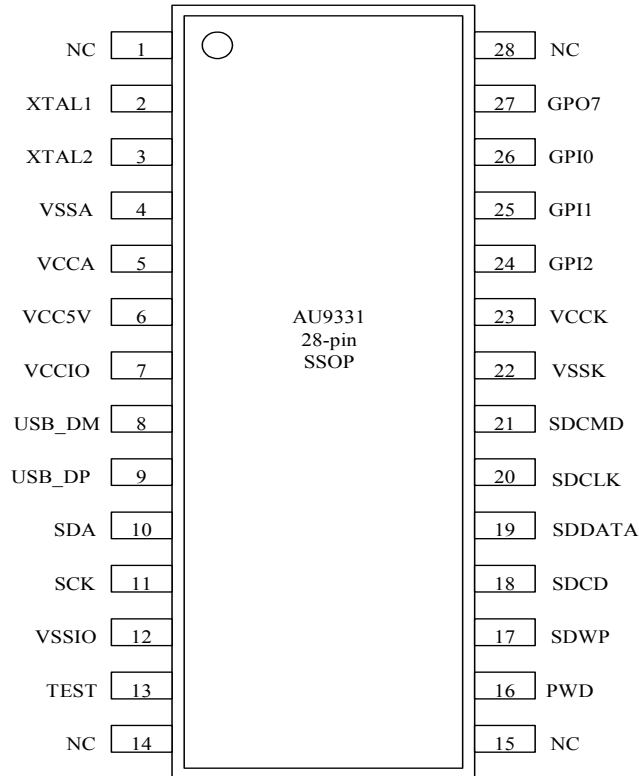 NC 1 28 NC
XTAL1 2 27 GPO7
XTAL2 3 26 GPI0
VSSA 4 25 GPI1
VCCA 5 24 GPI2
VCC5V 6 AU9331 23 VCCK
28-pin
VCCIO 7 SSOP 22 VSSK
USB_DM 8 21 SDCMD
USB_DP 9 20 SDCLK
SDA 10 19 SDDATA
SCK 11 18 SDCD
VSSIO 12 17 SDWP
TEST 13 16 PWD
NC 14 15 NC